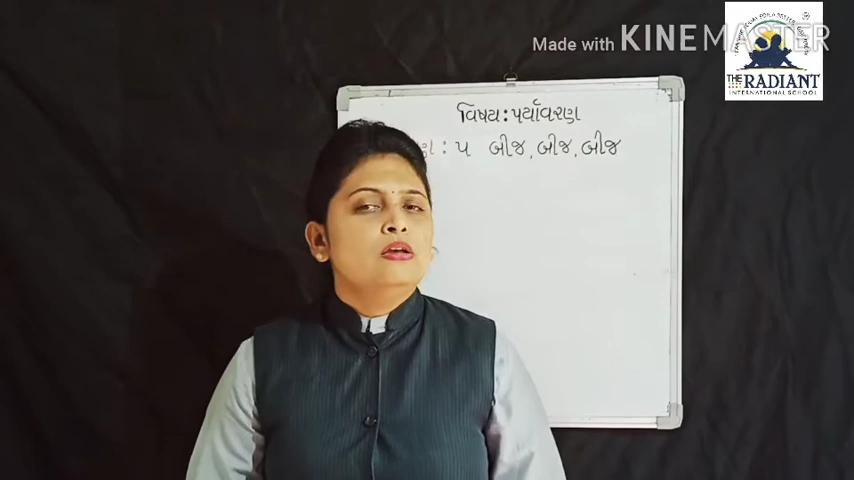 Made with KINEMASTER
THE RADIANT
INTERNATIONAL SCHOOL
વિષય : પર્યાવરણ
: ૫ બીજ, બીજ, બીજ